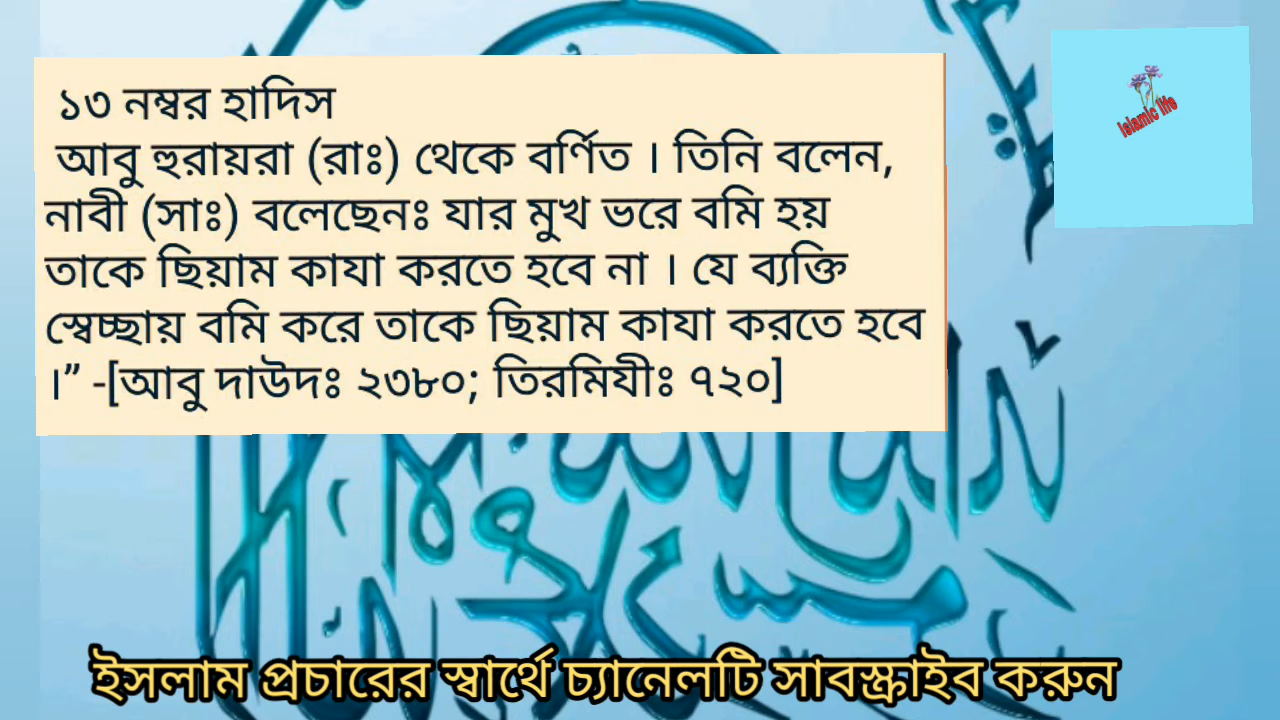 ১৩ নম্বর হাদিস
আবু হুরায়রা (রাঃ) থেকে বর্ণিত । তিনি বলেন,
নাবী (সাঃ) বলেছেনঃ যার মুখ ভরে বমি হয়
তাকে ছিয়াম কাযা করতে হবে না । যে ব্যক্তি
স্বেচ্ছায় বমি করে তাকে ছিয়াম কাযা করতে হবে
।” -[আবু দাউদঃ ২৩৮০; তিরমিযীঃ ৭২০]
Islamic life
ইসলাম প্রচারের স্বার্থে চ্যানেলটি সাবস্ক্রাইব করুন